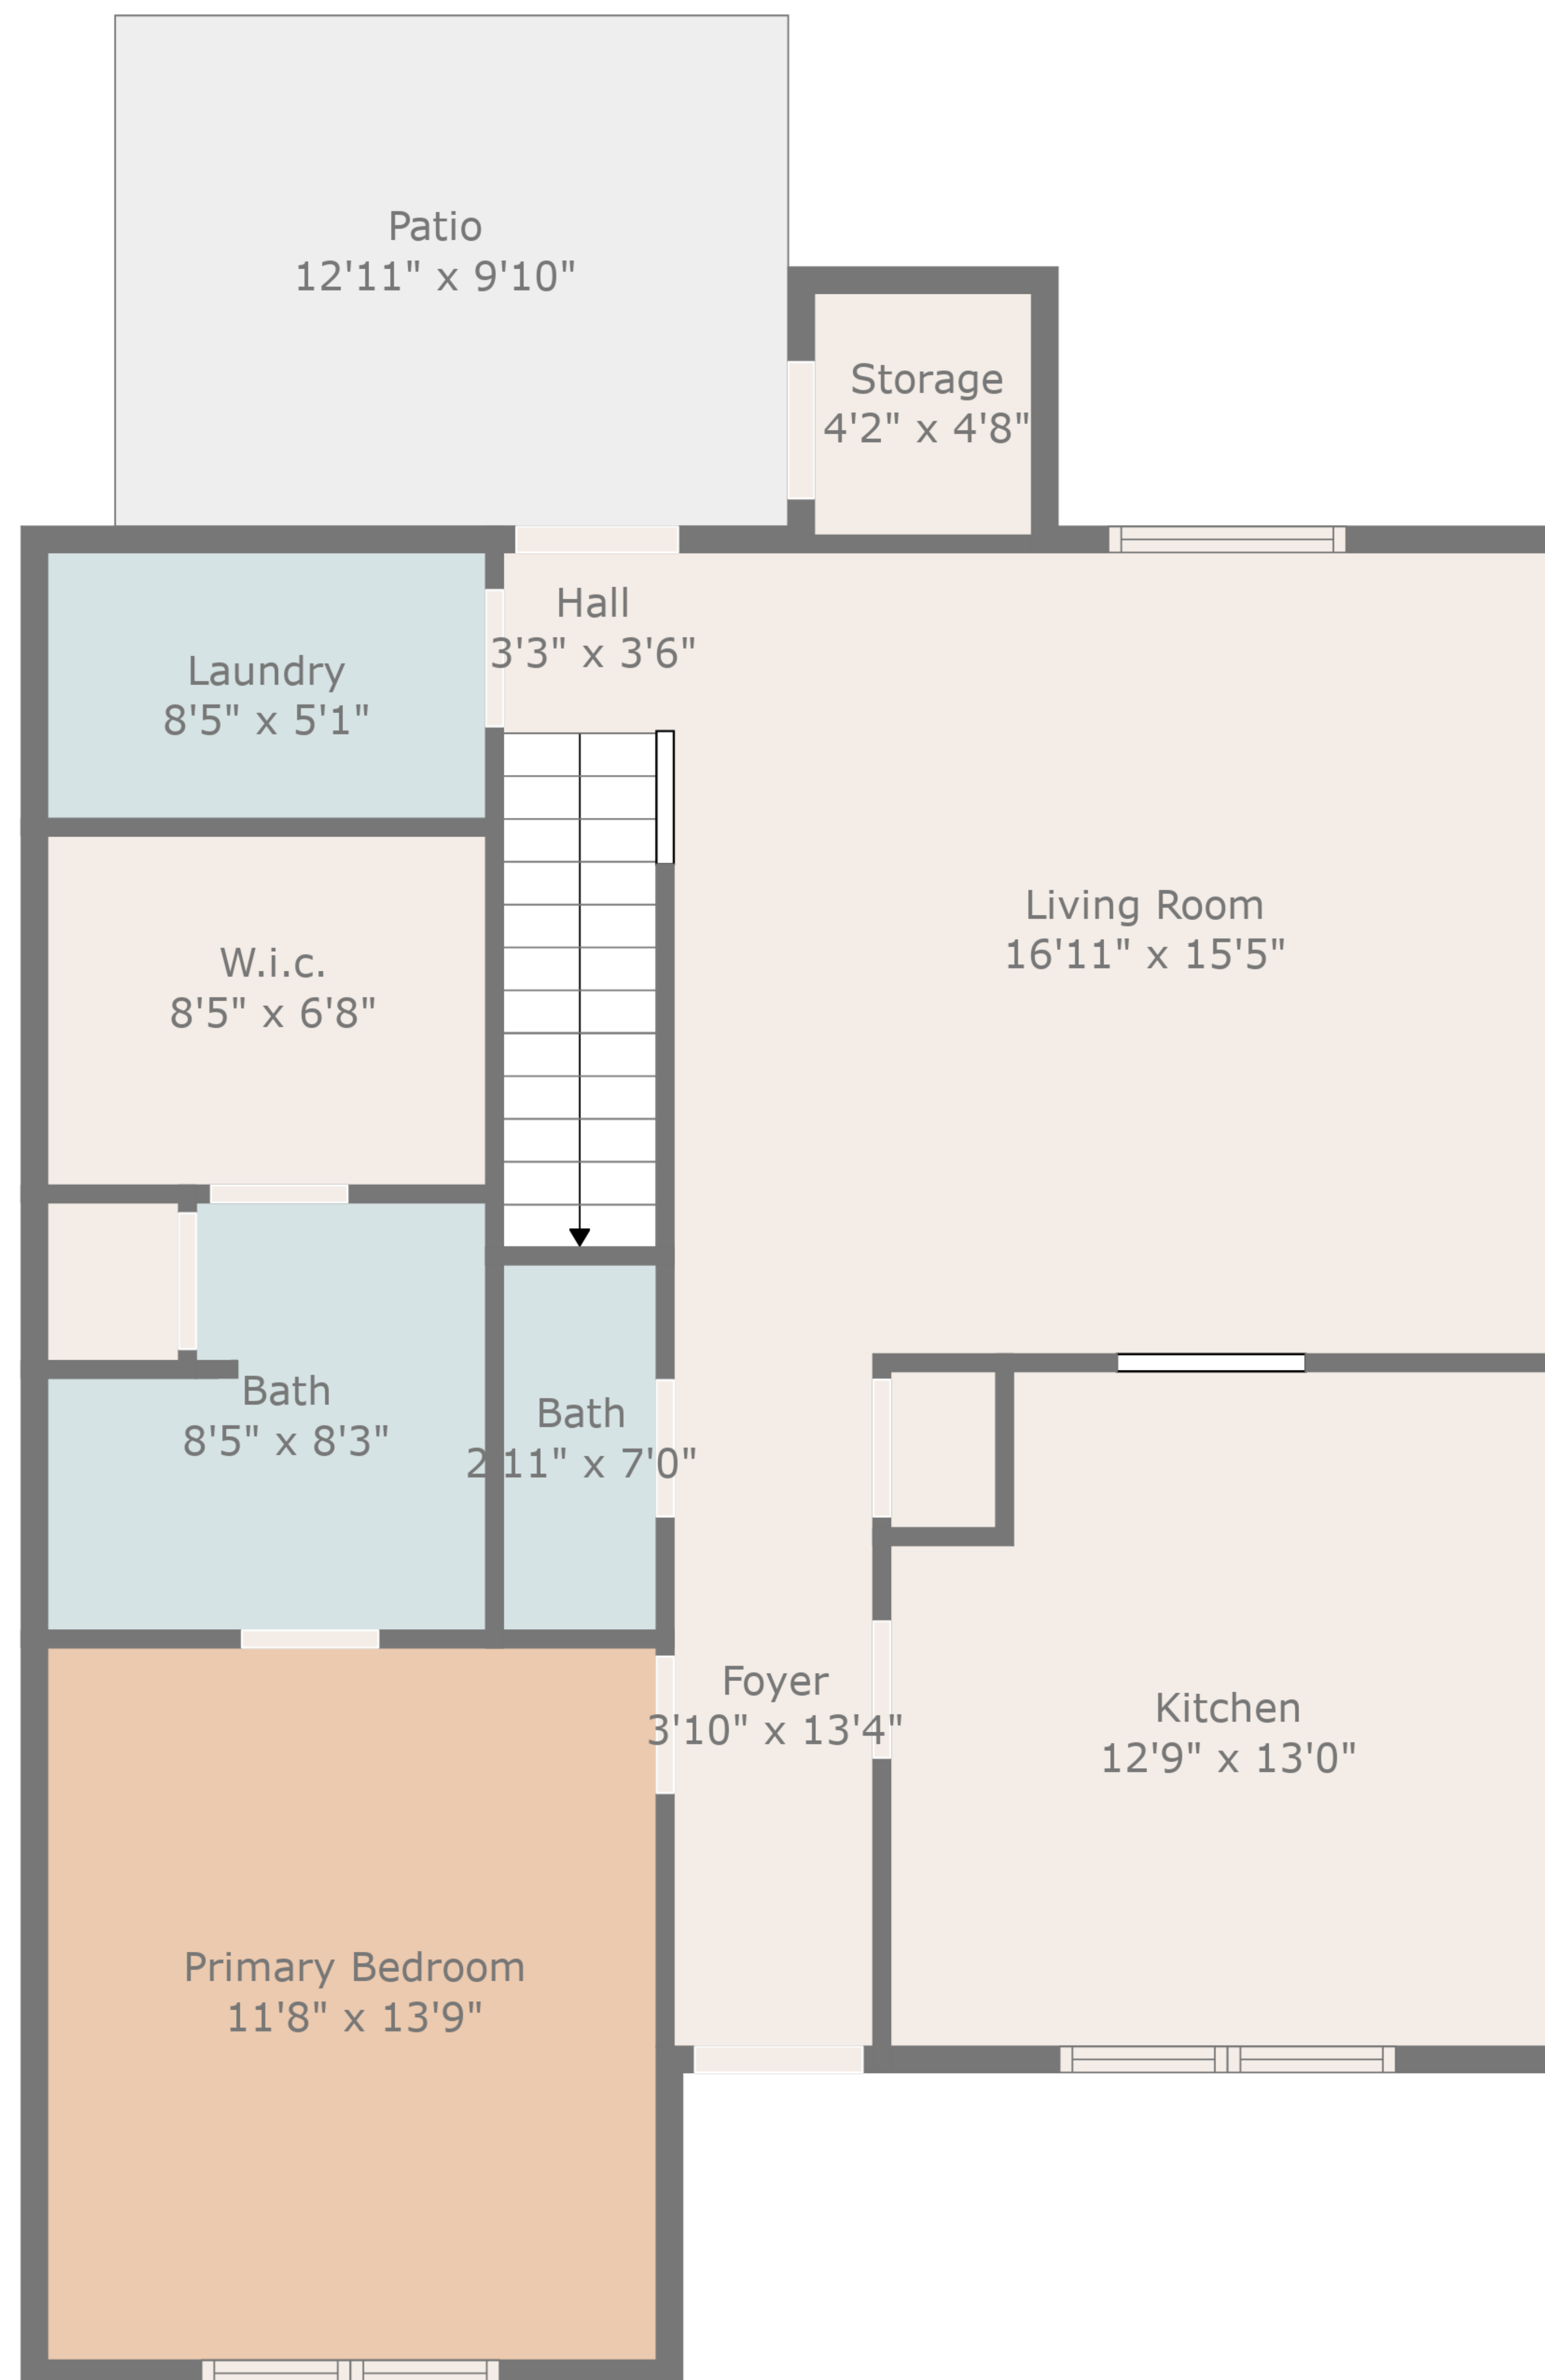 Patio
12'11" x 9'10"
Storage
4'2" x 4'8"
Hall
3'3" x 3'6"
Laundry
8'5" x 5'1"
Living Room
16'11" x 15'5"
W.i.c.
8'5" x 6'8"
Bath
8'5" x 8'3"
Bath
2'11" x 7'0"
Foyer
3'10" x 13'4"
Kitchen
12'9" x 13'0"
Primary Bedroom
11'8" x 13'9"